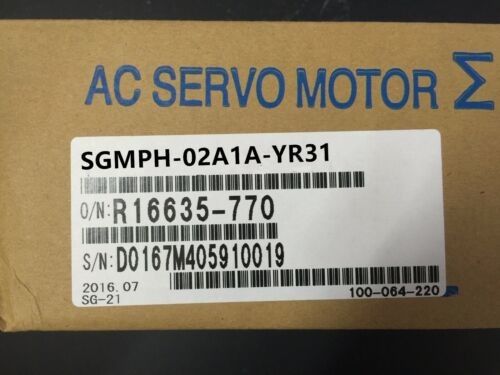 AC SERVO MOTOR Σ
SGMPH-02A1A-YR31
O/N: R16635-770
S/N: D0167M405910019
2016.07
SG-21
100-064-220